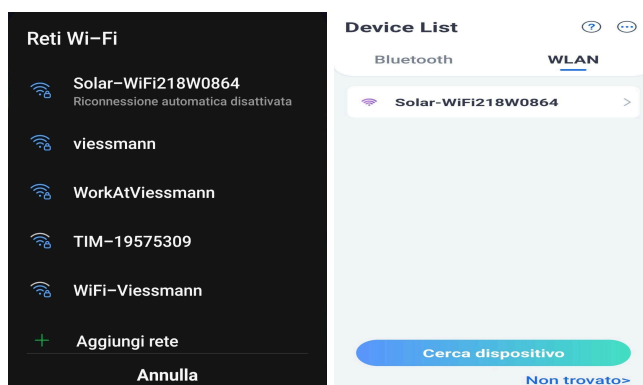 Reti Wi-Fi
Solar-WiFi218W0864
Riconnessione automatica disattivata
viessmann
WorkAtViessmann
TIM-19575309
WiFi-Viessmann
+ Aggiungi rete
Annulla
Device List
?
Bluetooth WLAN
Solar-WiFi218W0864 >
Cerca dispositivo
Non trovato>